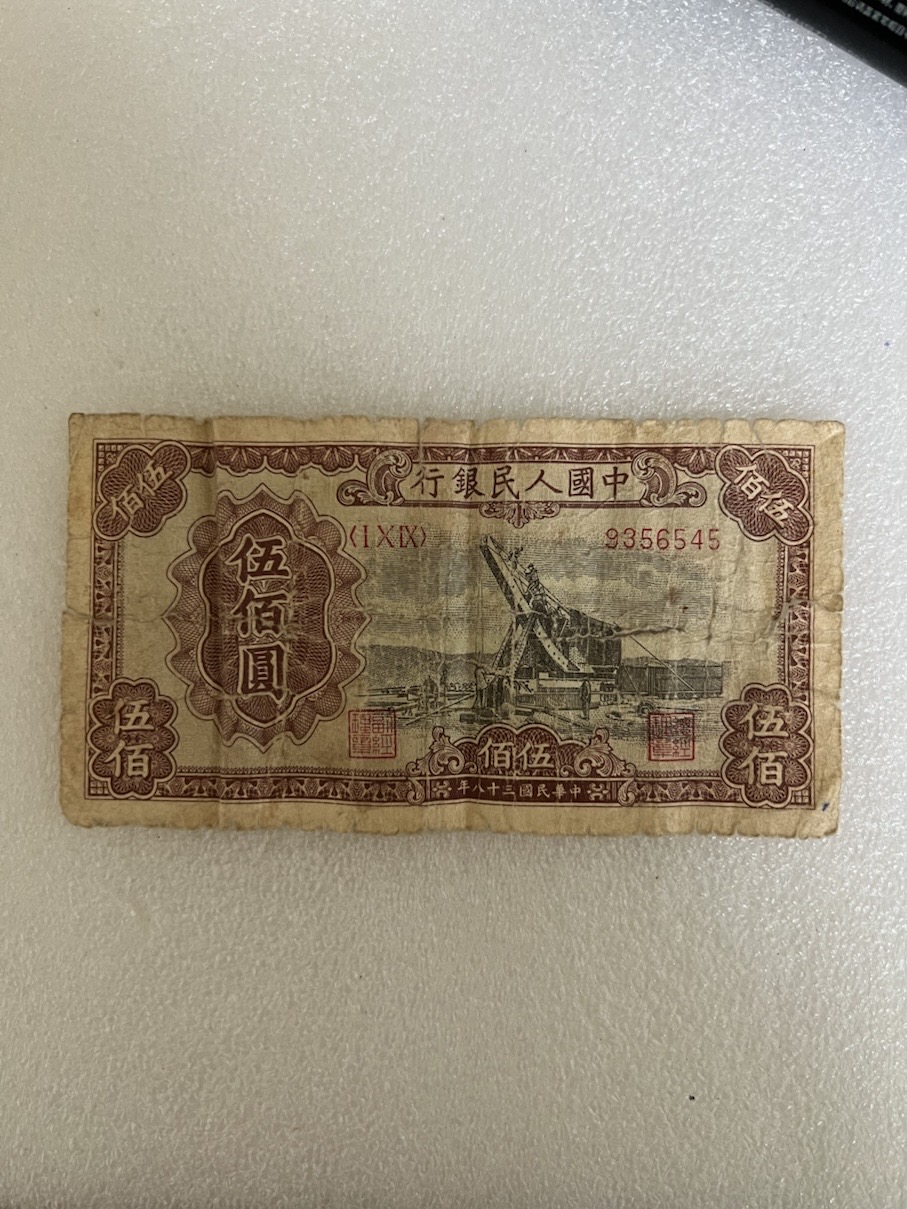 中國人民銀行
伍佰
伍佰
〈I X IX〉
9356545
伍佰圓
伍佰
伍佰
伍佰
中華民國三十八年